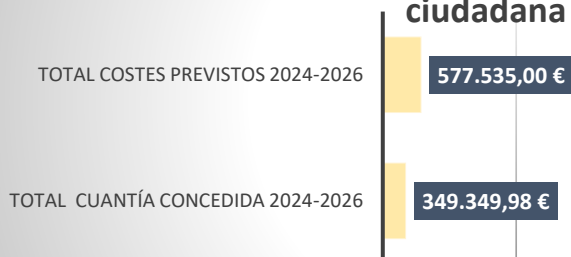 ciudadana
TOTAL COSTES PREVISTOS 2024-2026
577.535,00 €
TOTAL CUANTÍA CONCEDIDA 2024-2026
349.349,98 €